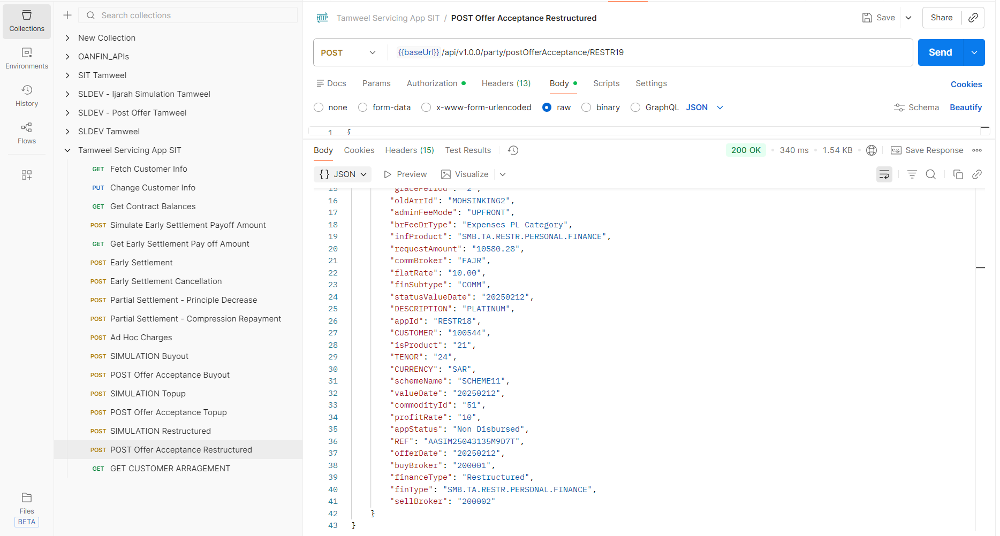 Collections
Environments
History
Flows
Files
BETA
Search collections
New Collection
OANFIN_APIs
SIT Tamweel
SLDEV - Ijarah Simulation Tamweel
SLDEV - Post Offer Tamweel
SLDEV Tamweel
Tamweel Servicing App SIT
GET Fetch Customer Info
PUT Change Customer Info
GET Get Contract Balances
POST Simulate Early Settlement Payoff Amount
GET Get Early Settlement Pay off Amount
POST Early Settlement
POST Early Settlement Cancellation
POST Partial Settlement - Principle Decrease
POST Partial Settlement - Compression Repayment
POST Ad Hoc Charges
POST SIMULATION Buyout
POST POST Offer Acceptance Buyout
POST SIMULATION Topup
POST POST Offer Acceptance Topup
POST SIMULATION Restructured
POST POST Offer Acceptance Restructured
GET GET CUSTOMER ARRAGEMENT
HTTP Tamweel Servicing App SIT / POST Offer Acceptance Restructured
Save Share
POST {{baseUrl}}/api/v1.0.0/party/postOfferAcceptance/RESTR19 Send
Docs Params Authorization Headers (13) Body Scripts Settings Cookies
none form-data x-www-form-urlencoded raw binary GraphQL JSON Schema Beautify
1 {
Body Cookies Headers (15) Test Results 200 OK 340 ms 1.54 KB e.g. Save Response
{} JSON Preview Visualize
15 "gracePeriod": "2",
16 "oldArrId": "MOHSINKING2",
17 "adminFeeMode": "UPFRONT",
18 "brFeeDrType": "Expenses PL Category",
19 "infProduct": "SMB.TA.RESTR.PERSONAL.FINANCE",
20 "requestAmount": "10580.28",
21 "commBroker": "FAJR",
22 "flatRate": "10.00",
23 "finSubtype": "COMM",
24 "statusValueDate": "20250212",
25 "DESCRIPTION": "PLATINUM",
26 "appId": "RESTR18",
27 "CUSTOMER": "100544",
28 "isProduct": "21",
29 "TENOR": "24",
30 "CURRENCY": "SAR",
31 "schemeName": "SCHEME11",
32 "valueDate": "20250212",
33 "commodityId": "51",
34 "profitRate": "10",
35 "appStatus": "Non Disbursed",
36 "REF": "AASIM25043135M9D7T",
37 "offerDate": "20250212",
38 "buyBroker": "200001",
39 "financeType": "Restructured",
40 "finType": "SMB.TA.RESTR.PERSONAL.FINANCE",
41 "sellBroker": "200002"
42 }
43 }